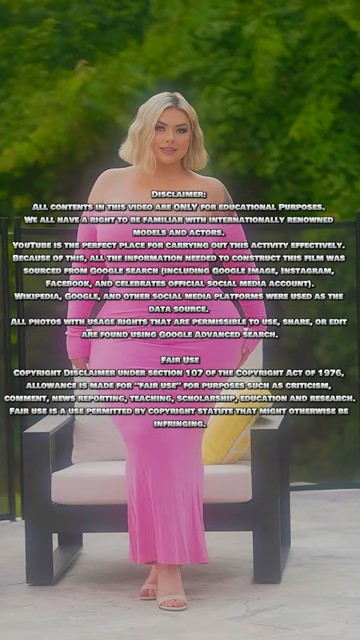 Disclaimer:
All contents in this video are ONLY for educational Purposes.
We all have a right to be familiar with internationally renowned
models and actors.
YouTube is the perfect place for carrying out this activity effectively.
Because of this, all the information needed to construct this film was
sourced from Google search (including Google Image, Instagram,
Facebook, and celebrates official social media account).
Wikipedia, Google, and other social media platforms were used as the
data source.
All photos with usage rights that are permissible to use, share, or edit
are found using Google Advanced search.
Fair Use
Copyright Disclaimer under section 107 of the Copyright Act of 1976,
allowance is made for "fair use" for purposes such as criticism,
comment, news reporting, teaching, scholarship, education and research.
Fair use is a use permitted by copyright statute that might otherwise be
infringing.